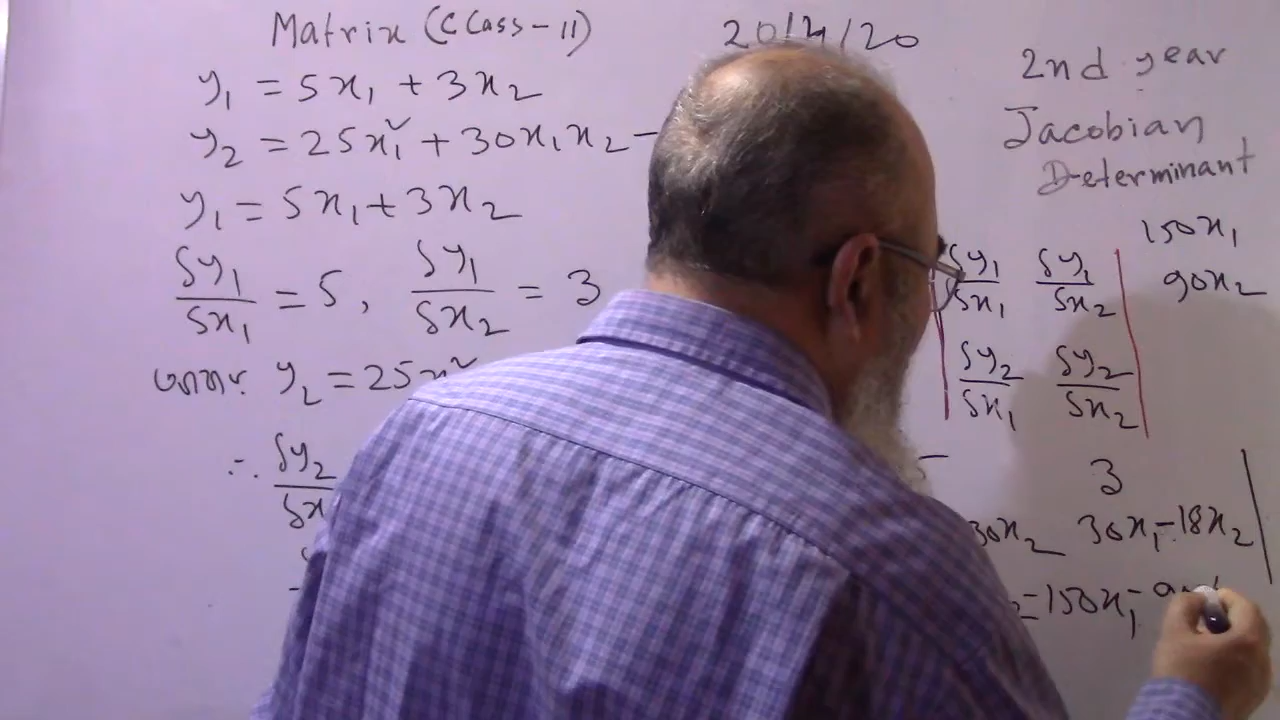 Matrix (Class-11)
20/4/20
y₁ = 5x₁ + 3x₂
y₂ = 25x₁² + 30x₁x₂ -
y₁ = 5x₁ + 3x₂
δy₁/δx₁ = 5, δy₁/δx₂ = 3
y₂ = 25x²
∴ δy₂/δx
2nd year
Jacobian
Determinant
150x₁
90x₂
δy₁/δx₁ δy₁/δx₂
δy₂/δx₁ δy₂/δx₂
3
30x₂ 30x₁ - 18x₂
= 150x₁ -